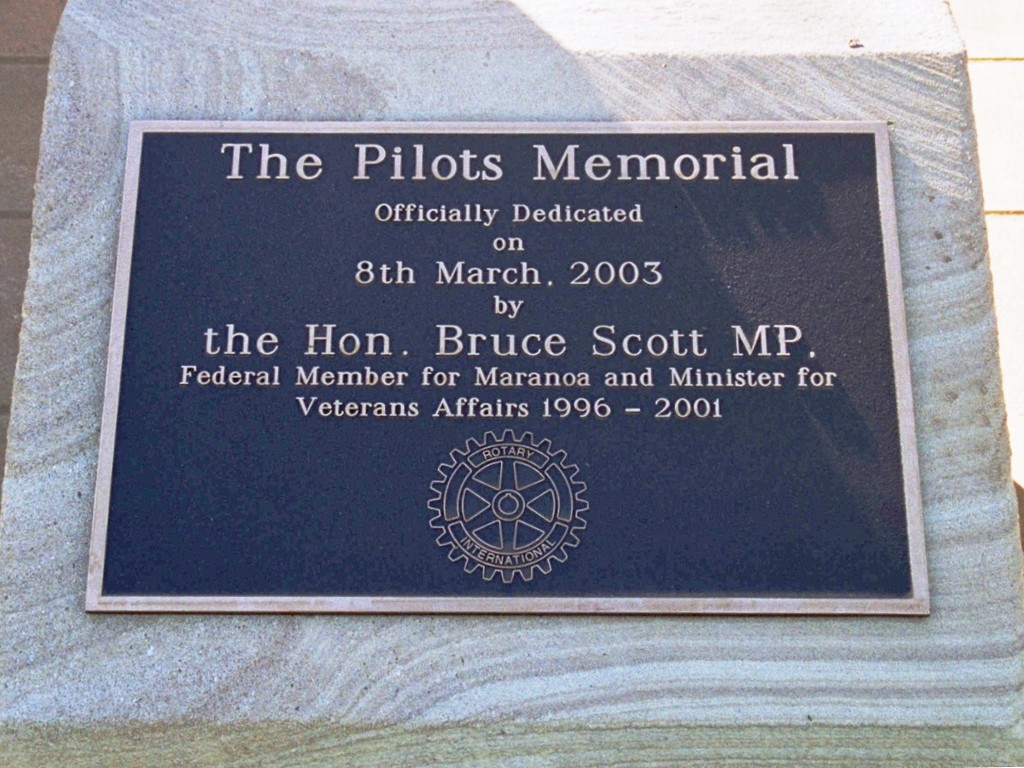 The Pilots Memorial
Officially Dedicated
on
8th March, 2003
by
the Hon. Bruce Scott MP.
Federal Member for Maranoa and Minister for
Veterans Affairs 1996 – 2001
ROTARY
INTERNATIONAL